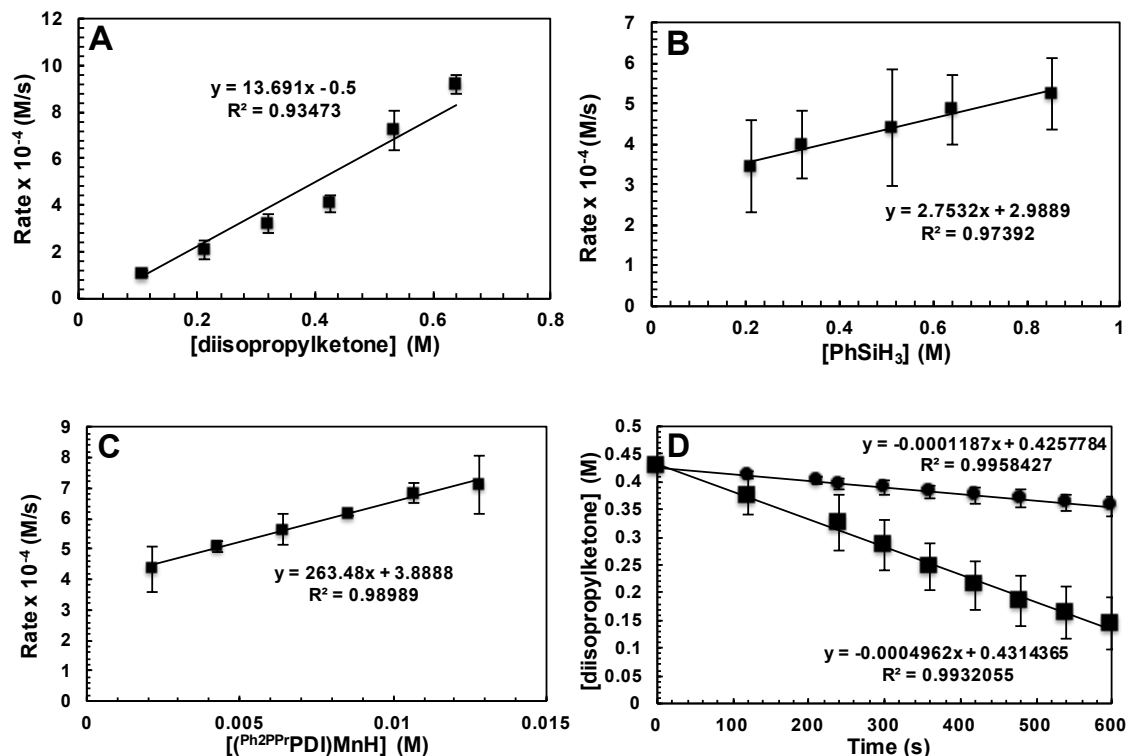 A
Rate x 10⁻⁴ (M/s)
12
10
8
6
4
2
0
y = 13.691x - 0.5
R² = 0.93473
0
0.2
0.4
0.6
0.8
[diisopropylketone] (M)
B
Rate x 10⁻⁴ (M/s)
7
6
5
4
3
2
1
0
y = 2.7532x + 2.9889
R² = 0.97392
0
0.2
0.4
0.6
0.8
1
[PhSiH₃] (M)
C
Rate x 10⁻⁴ (M/s)
9
8
7
6
5
4
3
2
1
0
y = 263.48x + 3.8888
R² = 0.98989
0
0.005
0.01
0.015
[(ᴾʰ²ᴾᴾʳPDI)MnH] (M)
D
[diisopropylketone] (M)
0.5
0.45
0.4
0.35
0.3
0.25
0.2
0.15
0.1
0.05
0
y = -0.0001187x + 0.4257784
R² = 0.9958427
y = -0.0004962x + 0.4314365
R² = 0.9932055
0
100
200
300
400
500
600
Time (s)